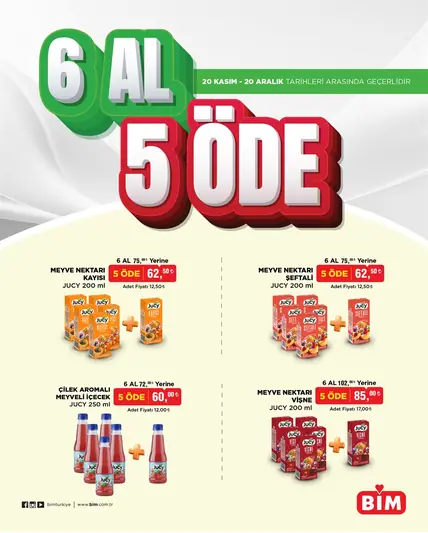 6 AL
20 KASIM - 20 ARALIK TARİHLERİ ARASINDA GEÇERLİDİR
5 ÖDE
6 AL 75,00₺ Yerine
MEYVE NEKTARI
KAYISI
JUCY 200 ml
5 ÖDE 62,50₺
Adet Fiyatı 12,50₺
6 AL 75,00₺ Yerine
MEYVE NEKTARI
ŞEFTALİ
JUCY 200 ml
5 ÖDE 62,50₺
Adet Fiyatı 12,50₺
6 AL 72,00₺ Yerine
ÇİLEK AROMALI
MEYVELİ İÇECEK
JUCY 250 ml
5 ÖDE 60,00₺
Adet Fiyatı 12,00₺
6 AL 102,00₺ Yerine
MEYVE NEKTARI
VİŞNE
JUCY 200 ml
5 ÖDE 85,00₺
Adet Fiyatı 17,00₺
bimturkiye | www.bim.com.tr
BİM